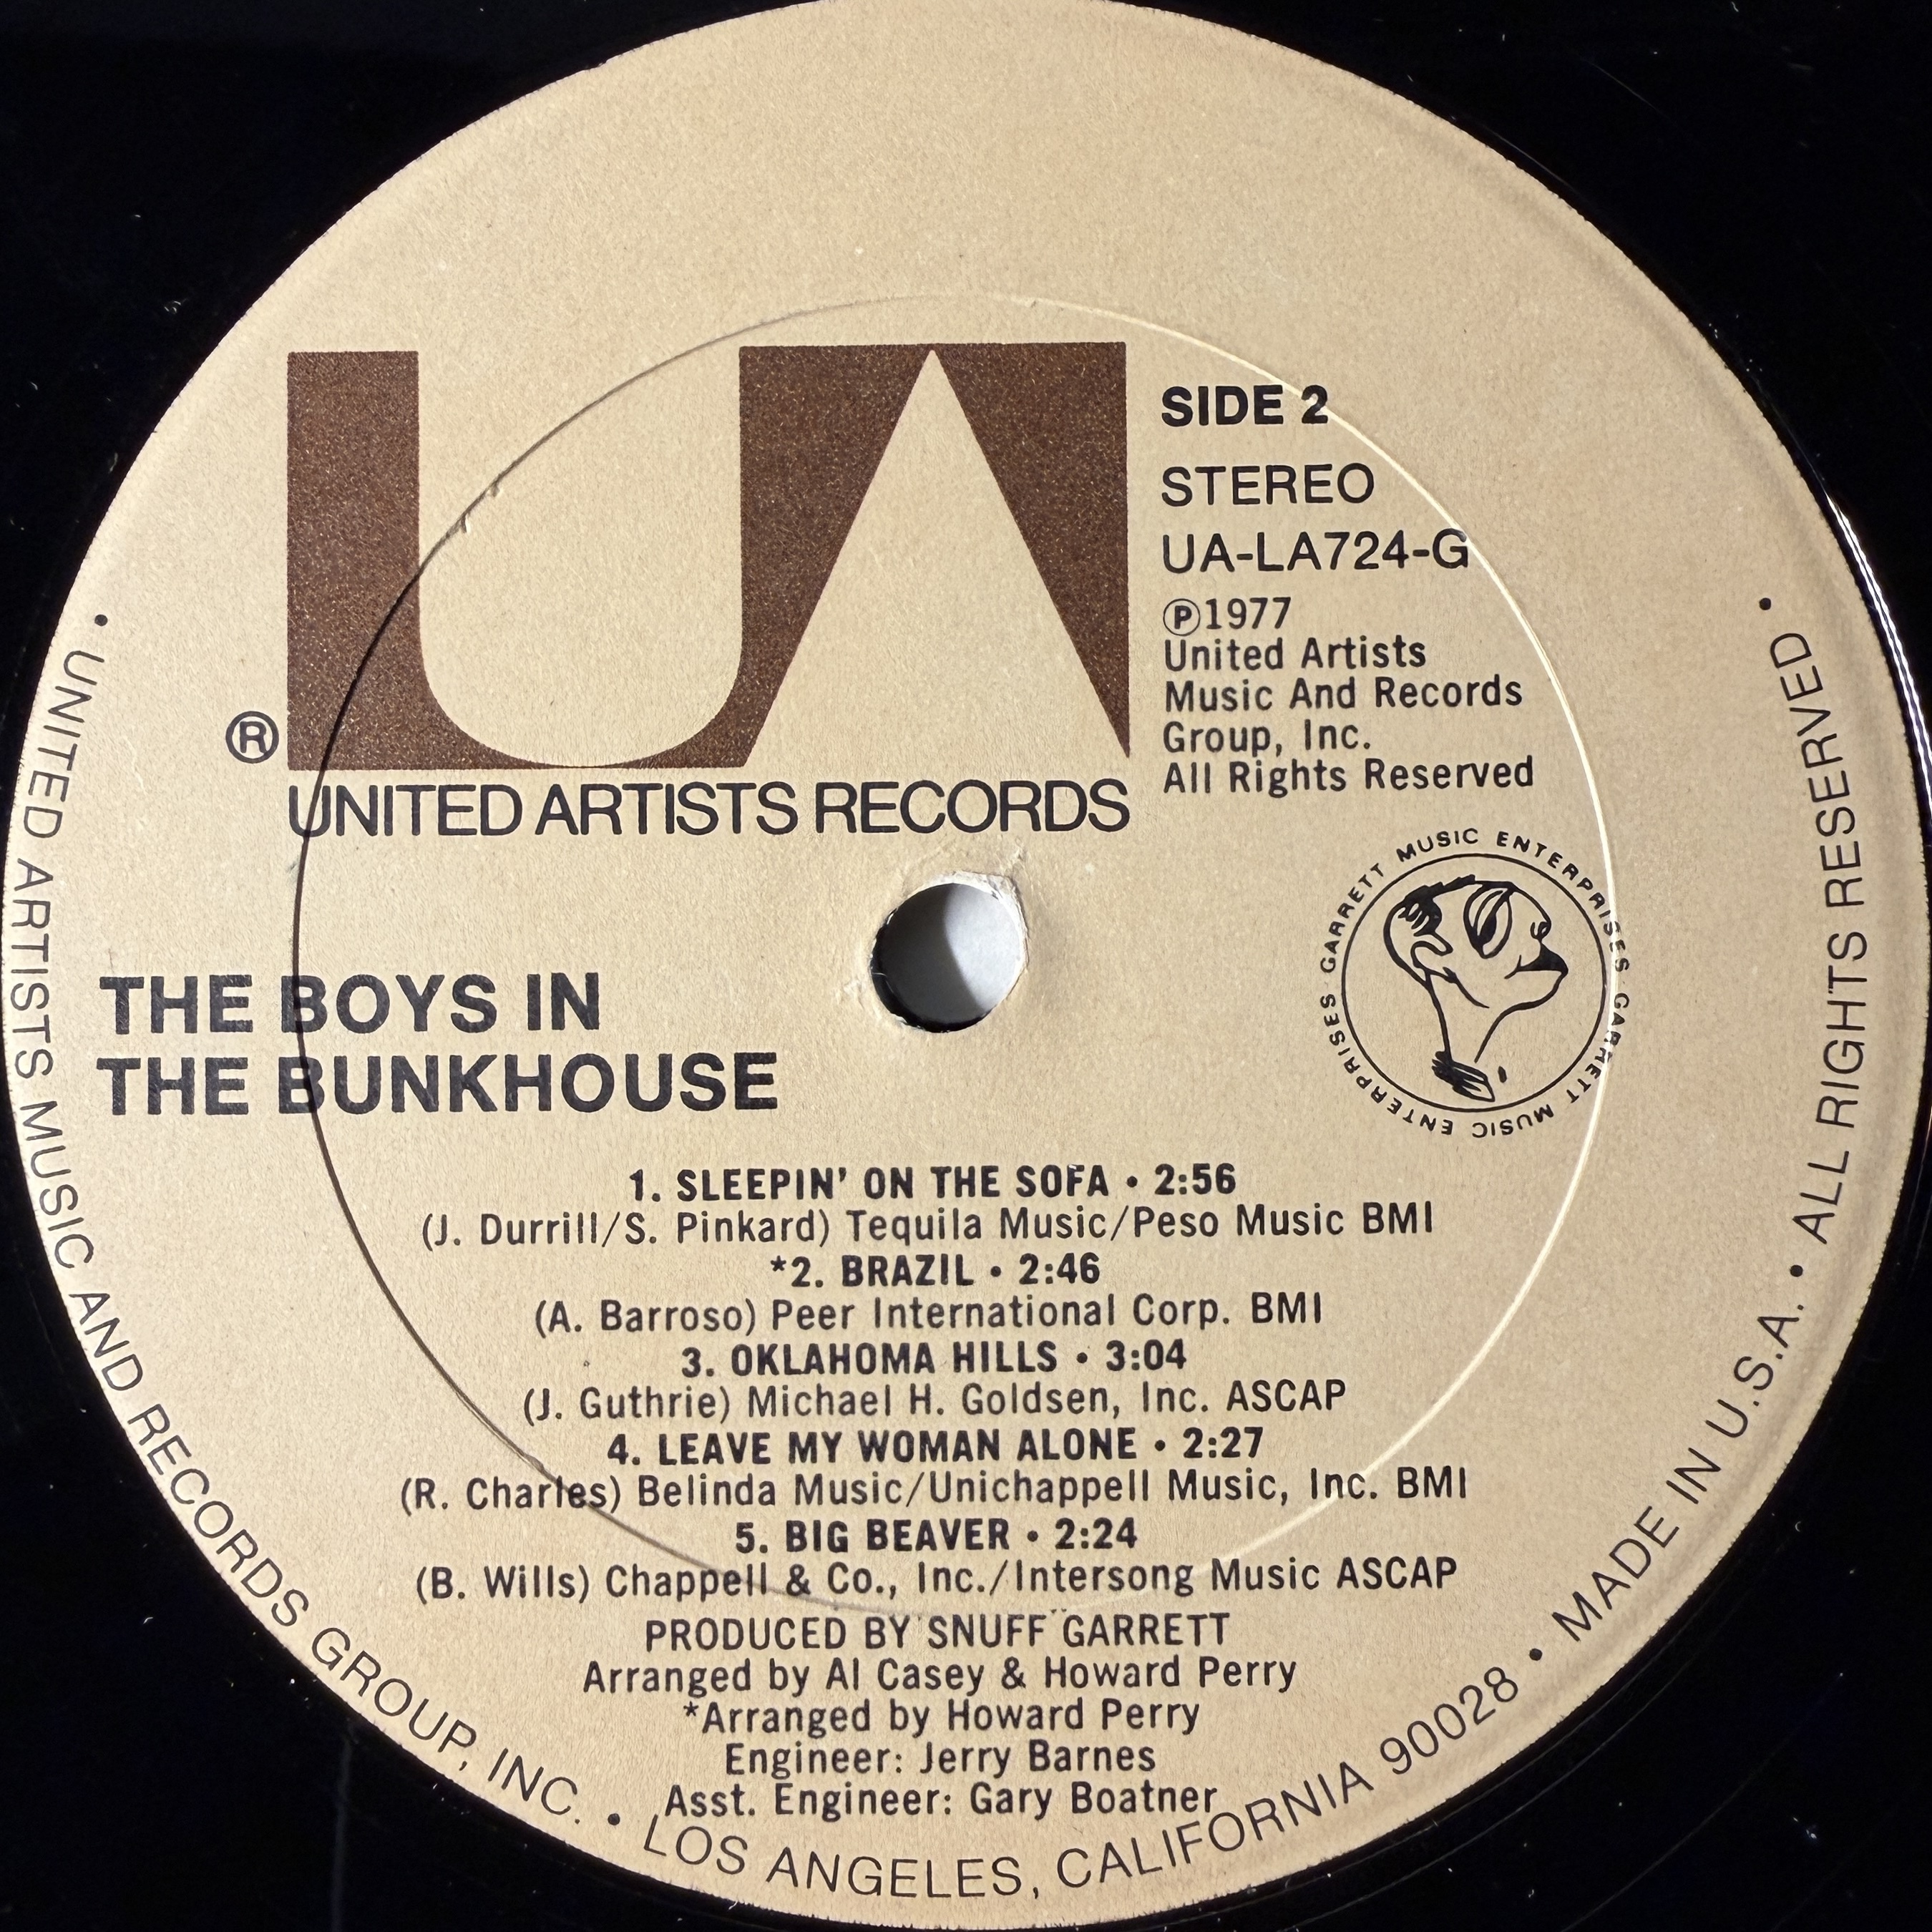 SIDE 2
STEREO
UA-LA724-G
Ⓟ1977
United Artists
Music And Records
Group, Inc.
All Rights Reserved
UA
®
UNITED ARTISTS RECORDS
GARRETT MUSIC ENTERPRISES GARRETT MUSIC ENTERPRISES
THE BOYS IN
THE BUNKHOUSE
1. SLEEPIN' ON THE SOFA • 2:56
(J. Durrill/S. Pinkard) Tequila Music/Peso Music BMI
*2. BRAZIL • 2:46
(A. Barroso) Peer International Corp. BMI
3. OKLAHOMA HILLS • 3:04
(J. Guthrie) Michael H. Goldsen, Inc. ASCAP
4. LEAVE MY WOMAN ALONE • 2:27
(R. Charles) Belinda Music/Unichappell Music, Inc. BMI
5. BIG BEAVER • 2:24
(B. Wills) Chappell & Co., Inc./Intersong Music ASCAP
PRODUCED BY SNUFF GARRETT
Arranged by Al Casey & Howard Perry
*Arranged by Howard Perry
Engineer: Jerry Barnes
Asst. Engineer: Gary Boatner
• UNITED ARTISTS MUSIC AND RECORDS GROUP, INC. • LOS ANGELES, CALIFORNIA 90028 • MADE IN U.S.A. • ALL RIGHTS RESERVED •